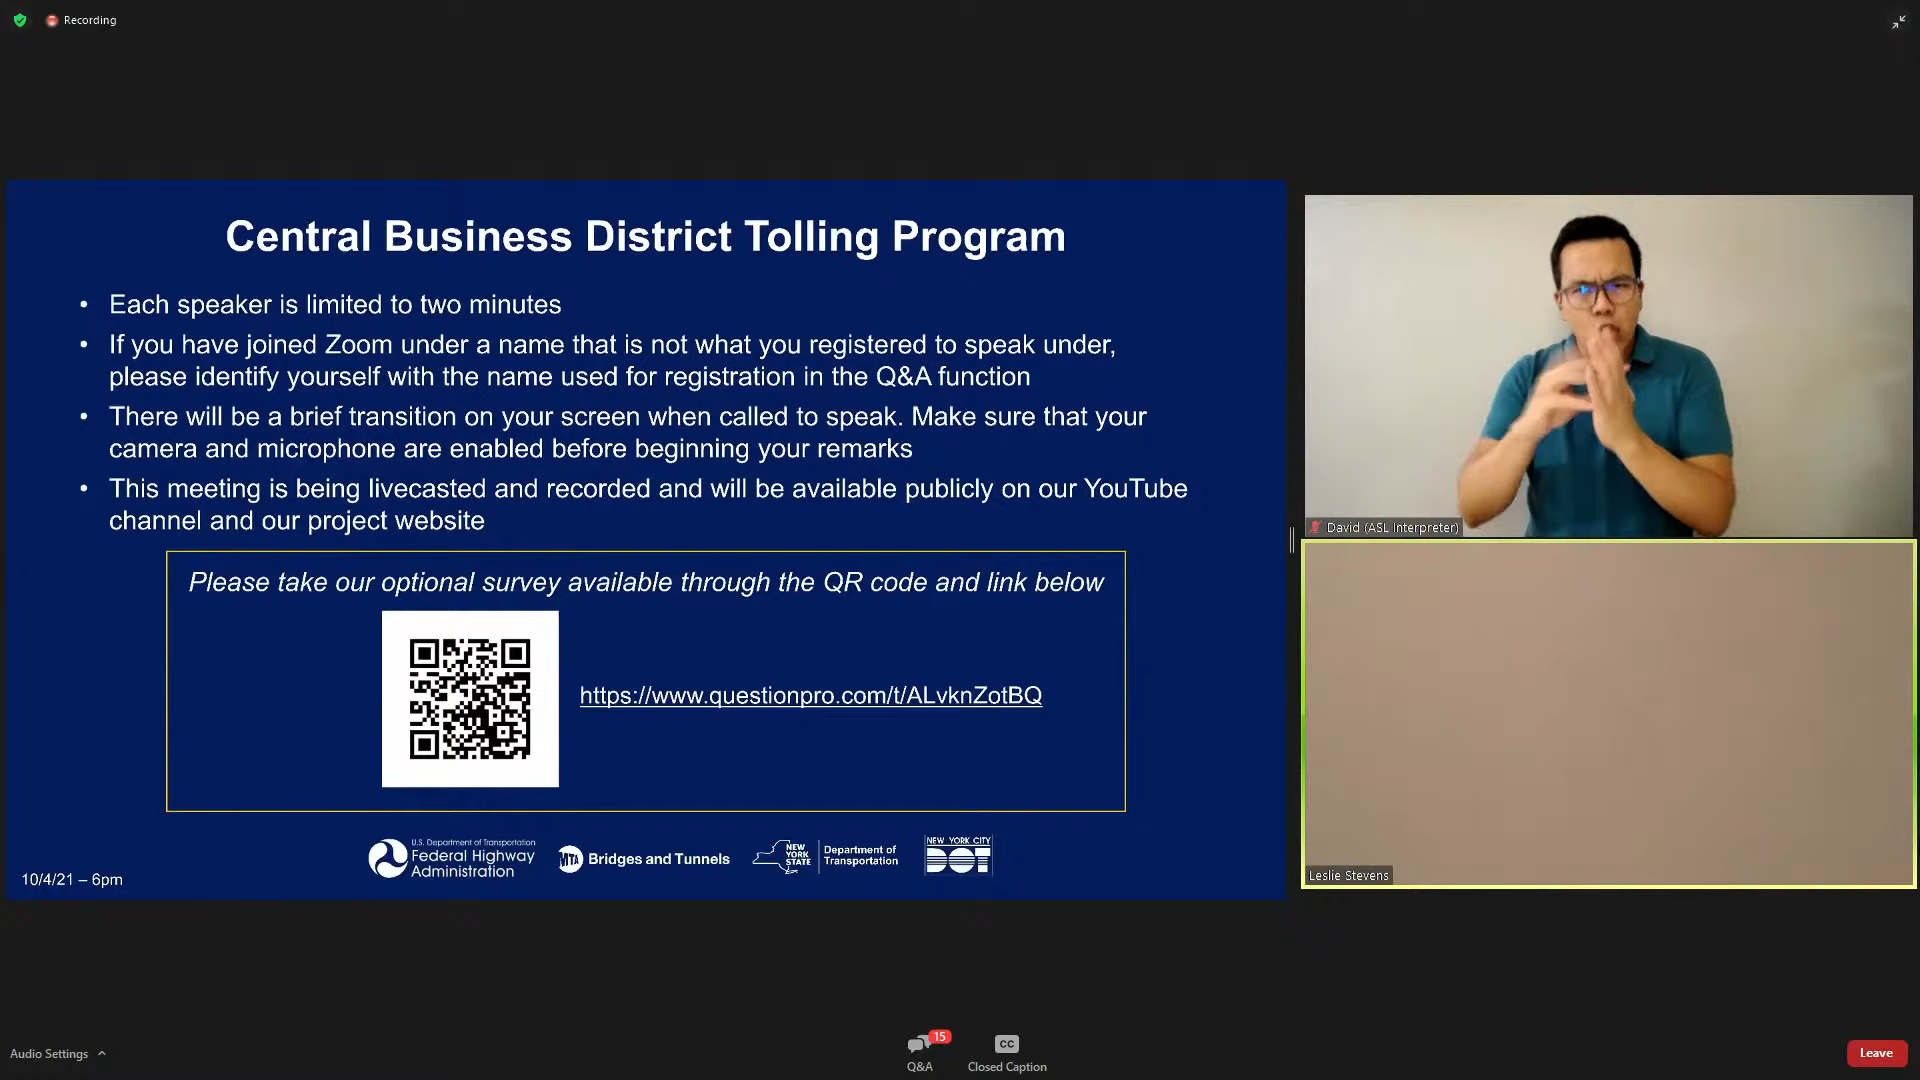 Recording
Central Business District Tolling Program
• Each speaker is limited to two minutes
• If you have joined Zoom under a name that is not what you registered to speak under,
please identify yourself with the name used for registration in the Q&A function
• There will be a brief transition on your screen when called to speak. Make sure that your
camera and microphone are enabled before beginning your remarks
• This meeting is being livecasted and recorded and will be available publicly on our YouTube
channel and our project website
Please take our optional survey available through the QR code and link below
https://www.questionpro.com/t/ALvknZotBQ
U.S. Department of Transportation
Federal Highway
Administration
MTA Bridges and Tunnels
NEW
YORK
STATE
Department of
Transportation
NEW YORK CITY
DOT
10/4/21 – 6pm
David (ASL Interpreter)
Leslie Stevens
Audio Settings
15
Q&A
CC
Closed Caption
Leave